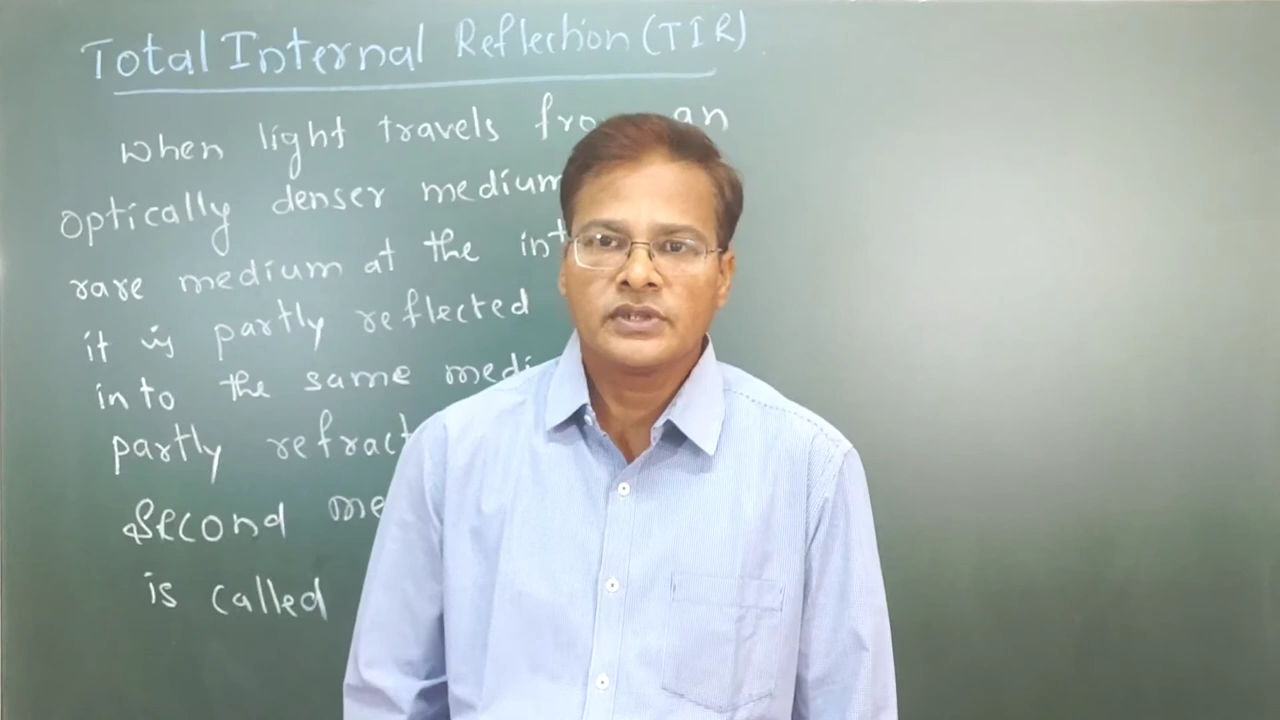 Total Internal Reflection (TIR)
When light travels from an
optically denser medium
rare medium at the int
it is partly reflected
into the same medi
partly refract
Second me
is called